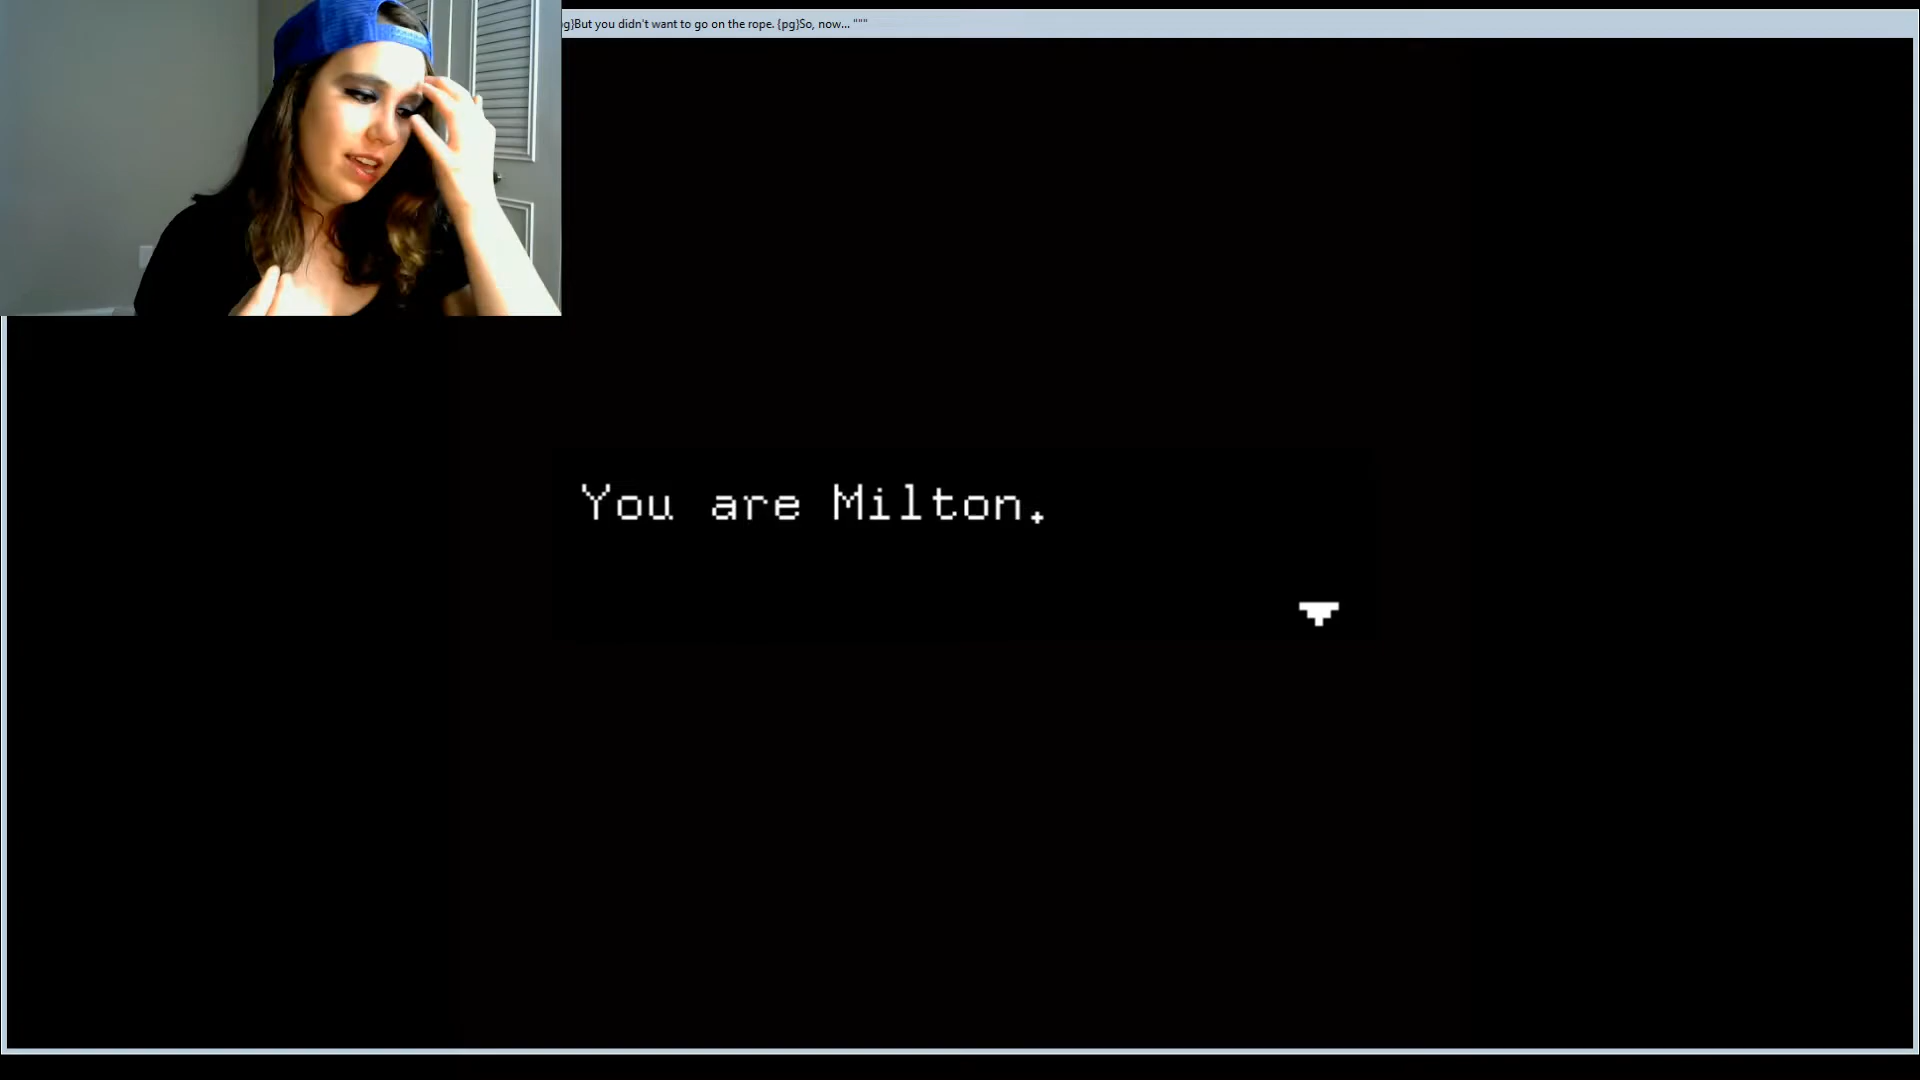 g}But you didn't want to go on the rope. {pg}So, now... """
You are Milton.